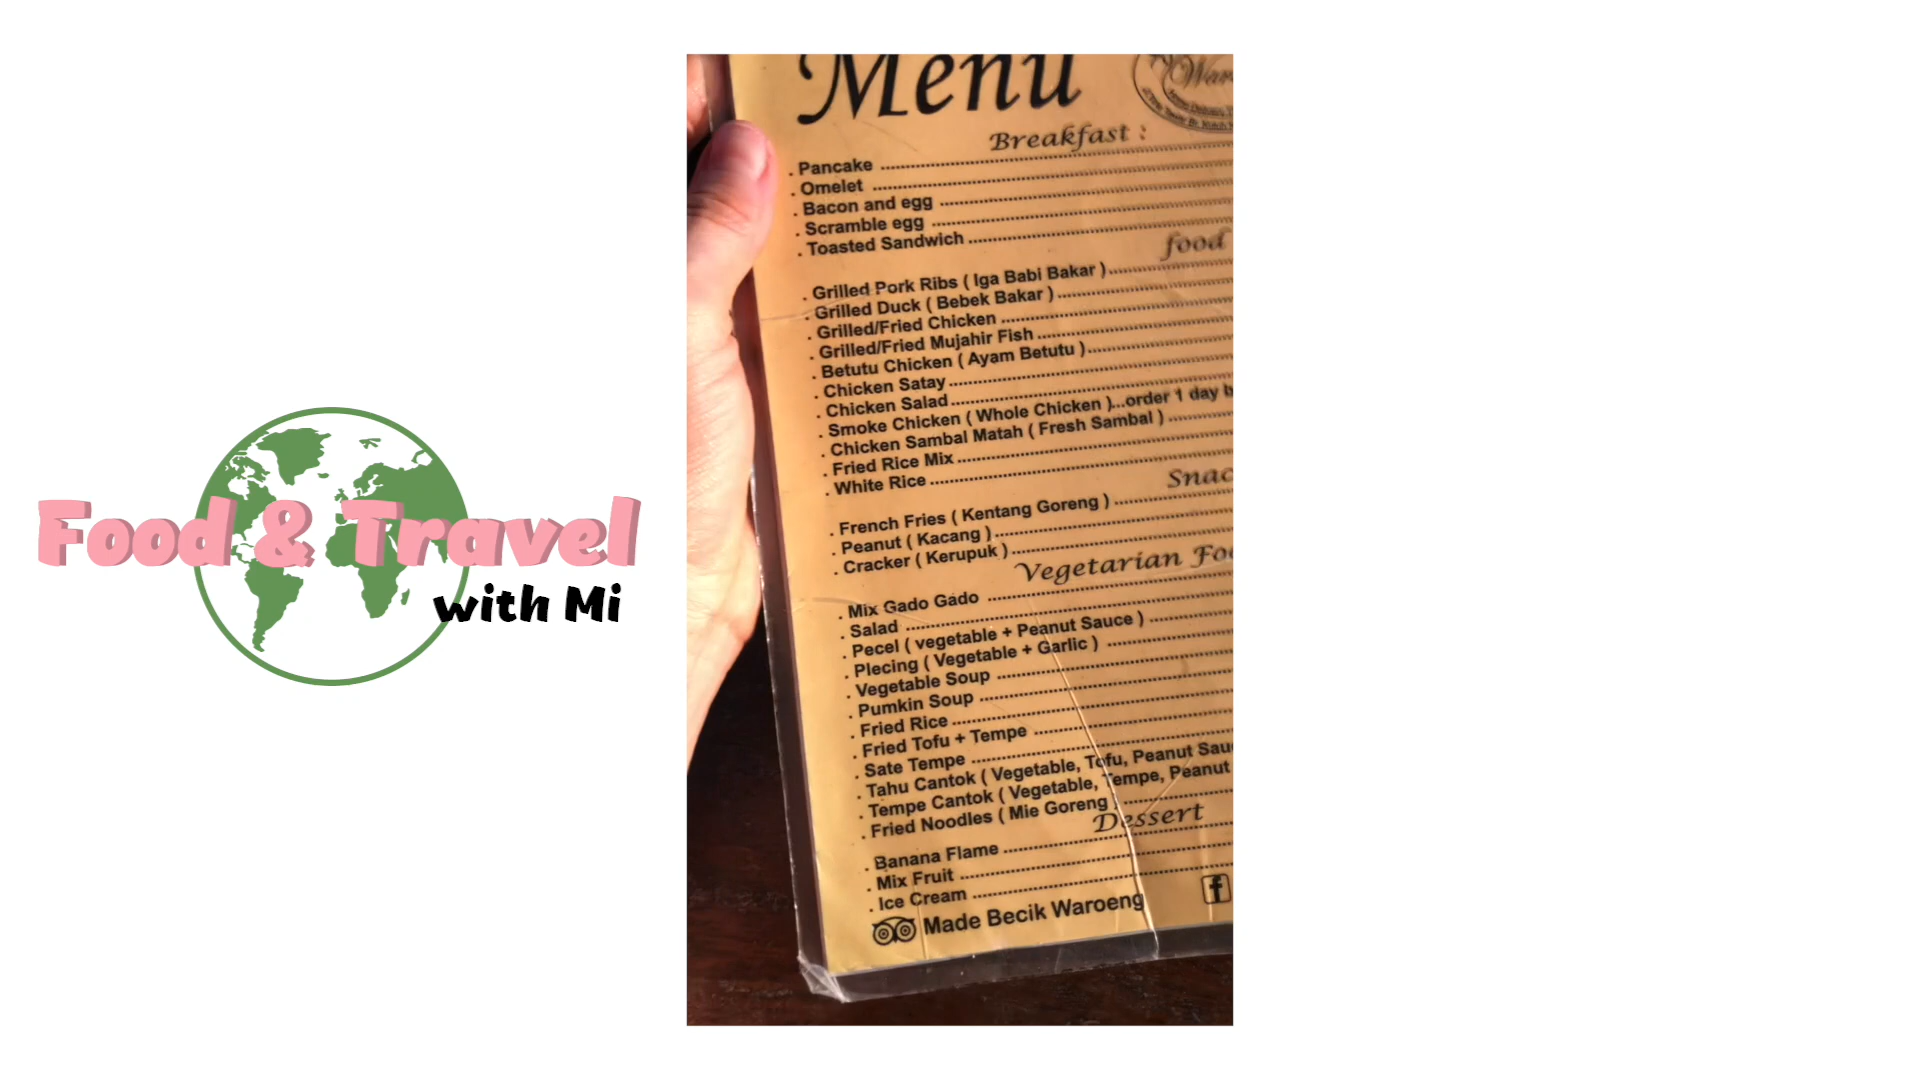 Food & Travel
with Mi
Menu
Breakfast :
. Pancake
. Omelet
. Bacon and egg
. Scramble egg
. Toasted Sandwich
food
. Grilled Pork Ribs ( Iga Babi Bakar )
. Grilled Duck ( Bebek Bakar )
. Grilled/Fried Chicken
. Grilled/Fried Mujahir Fish
. Betutu Chicken ( Ayam Betutu )
. Chicken Satay
. Chicken Salad
. Smoke Chicken ( Whole Chicken )...order 1 day
. Chicken Sambal Matah ( Fresh Sambal )
. Fried Rice Mix
. White Rice
Snac
. French Fries ( Kentang Goreng )
. Peanut ( Kacang )
. Cracker ( Kerupuk )
Vegetarian Foo
. Mix Gado Gado
. Salad
. Pecel ( vegetable + Peanut Sauce )
. Plecing ( Vegetable + Garlic )
. Vegetable Soup
. Pumkin Soup
. Fried Rice
. Fried Tofu + Tempe
. Sate Tempe
. Tahu Cantok ( Vegetable, Tofu, Peanut Sau
. Tempe Cantok ( Vegetable, Tempe, Peanut
. Fried Noodles ( Mie Goreng )
Dessert
. Banana Flame
. Mix Fruit
. Ice Cream
Made Becik Waroeng